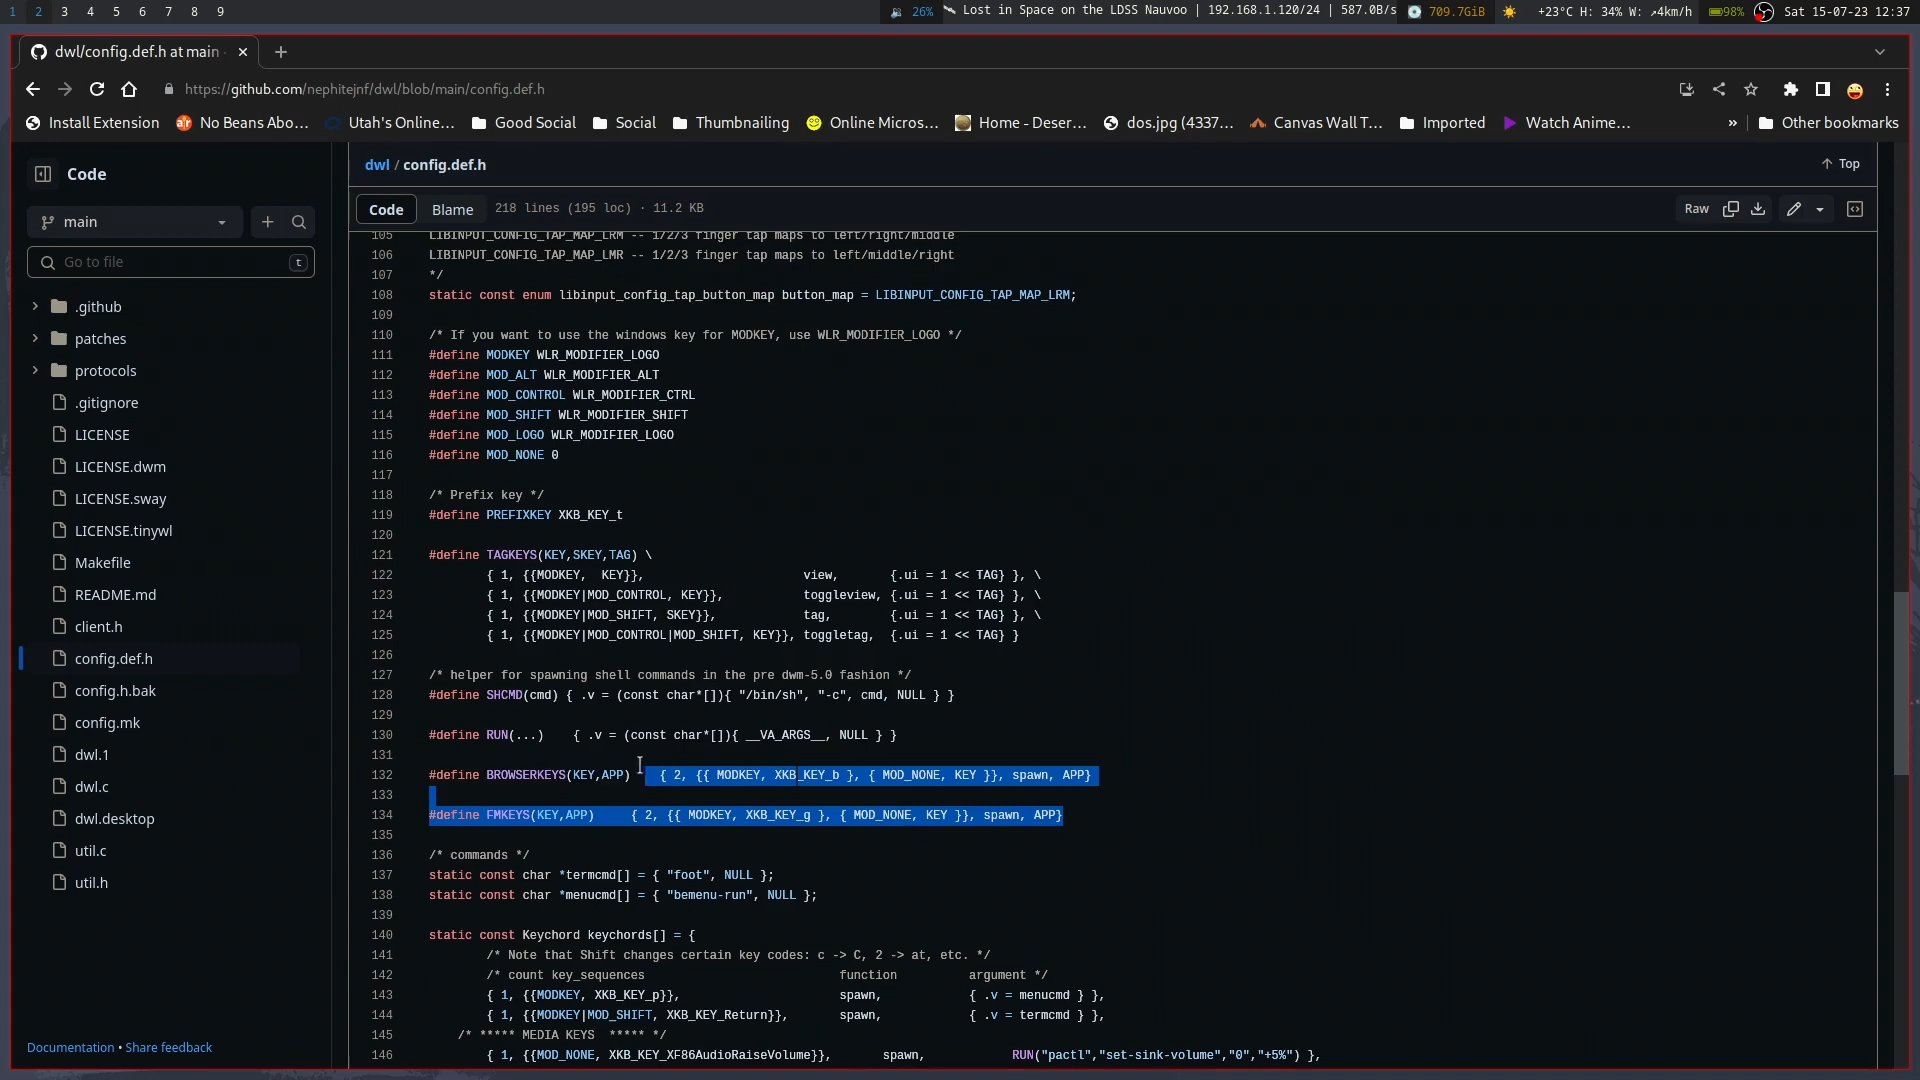 1 2 3 4 5 6 7 8 9 26% Lost in Space on the LDSS Nauvoo | 192.168.1.120/24 | 587.0B/s 709.7GiB +23°C H: 34% W: ↗4km/h 98% Sat 15-07-23 12:37
dwl/config.def.h at main
https://github.com/nephitejnf/dwl/blob/main/config.def.h
Install Extension No Beans Abo... Utah's Online... Good Social Social Thumbnailing Online Micros... Home - Deser... dos.jpg (4337... Canvas Wall T... Imported Watch Anime... » Other bookmarks
Code
main
Go to file t
.github
patches
protocols
.gitignore
LICENSE
LICENSE.dwm
LICENSE.sway
LICENSE.tinywl
Makefile
README.md
client.h
config.def.h
config.h.bak
config.mk
dwl.1
dwl.c
dwl.desktop
util.c
util.h
Documentation • Share feedback
dwl / config.def.h Top
Code Blame 218 lines (195 loc) · 11.2 KB Raw
105 LIBINPUT_CONFIG_TAP_MAP_LRM -- 1/2/3 finger tap maps to left/right/middle
106 LIBINPUT_CONFIG_TAP_MAP_LMR -- 1/2/3 finger tap maps to left/middle/right
107 */
108 static const enum libinput_config_tap_button_map button_map = LIBINPUT_CONFIG_TAP_MAP_LRM;
109
110 /* If you want to use the windows key for MODKEY, use WLR_MODIFIER_LOGO */
111 #define MODKEY WLR_MODIFIER_LOGO
112 #define MOD_ALT WLR_MODIFIER_ALT
113 #define MOD_CONTROL WLR_MODIFIER_CTRL
114 #define MOD_SHIFT WLR_MODIFIER_SHIFT
115 #define MOD_LOGO WLR_MODIFIER_LOGO
116 #define MOD_NONE 0
117
118 /* Prefix key */
119 #define PREFIXKEY XKB_KEY_t
120
121 #define TAGKEYS(KEY,SKEY,TAG) \
122 { 1, {{MODKEY, KEY}}, view, {.ui = 1 << TAG} }, \
123 { 1, {{MODKEY|MOD_CONTROL, KEY}}, toggleview, {.ui = 1 << TAG} }, \
124 { 1, {{MODKEY|MOD_SHIFT, SKEY}}, tag, {.ui = 1 << TAG} }, \
125 { 1, {{MODKEY|MOD_CONTROL|MOD_SHIFT, KEY}}, toggletag, {.ui = 1 << TAG} }
126
127 /* helper for spawning shell commands in the pre dwm-5.0 fashion */
128 #define SHCMD(cmd) { .v = (const char*[]){ "/bin/sh", "-c", cmd, NULL } }
129
130 #define RUN(...) { .v = (const char*[]){ __VA_ARGS__, NULL } }
131
132 #define BROWSERKEYS(KEY,APP) { 2, {{ MODKEY, XKB_KEY_b }, { MOD_NONE, KEY }}, spawn, APP}
133
134 #define FMKEYS(KEY,APP) { 2, {{ MODKEY, XKB_KEY_g }, { MOD_NONE, KEY }}, spawn, APP}
135
136 /* commands */
137 static const char *termcmd[] = { "foot", NULL };
138 static const char *menucmd[] = { "bemenu-run", NULL };
139
140 static const Keychord keychords[] = {
141 /* Note that Shift changes certain key codes: c -> C, 2 -> at, etc. */
142 /* count key_sequences function argument */
143 { 1, {{MODKEY, XKB_KEY_p}}, spawn, { .v = menucmd } },
144 { 1, {{MODKEY|MOD_SHIFT, XKB_KEY_Return}}, spawn, { .v = termcmd } },
145 /* ***** MEDIA KEYS ***** */
146 { 1, {{MOD_NONE, XKB_KEY_XF86AudioRaiseVolume}}, spawn, RUN("pactl","set-sink-volume","0","+5%") },